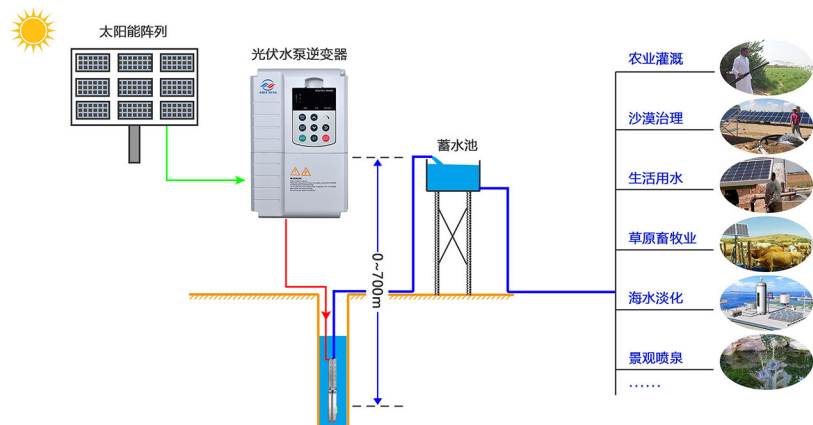 太阳能阵列
光伏水泵逆变器
蓄水池
0~700m
农业灌溉
沙漠治理
生活用水
草原畜牧业
海水淡化
景观喷泉
……